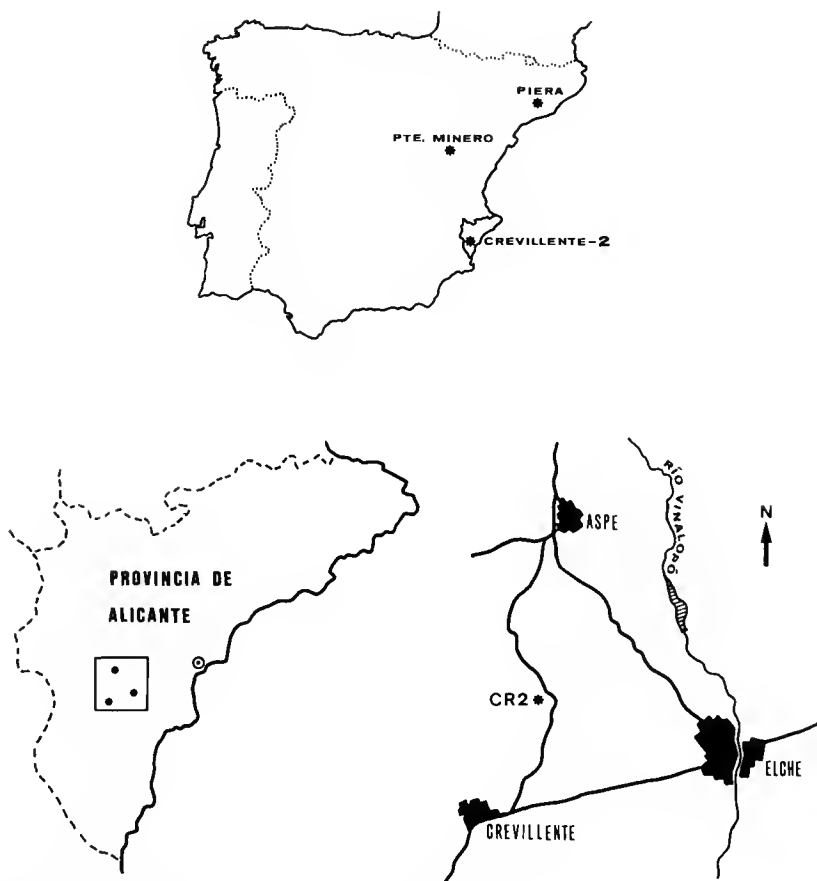 PIERA
PTE. MINERO
CREVILLENTE-2
PROVINCIA DE
ALICANTE
RÍO VINALOPÓ
N
ASPE
CR2
ELCHE
CREVILLENTE